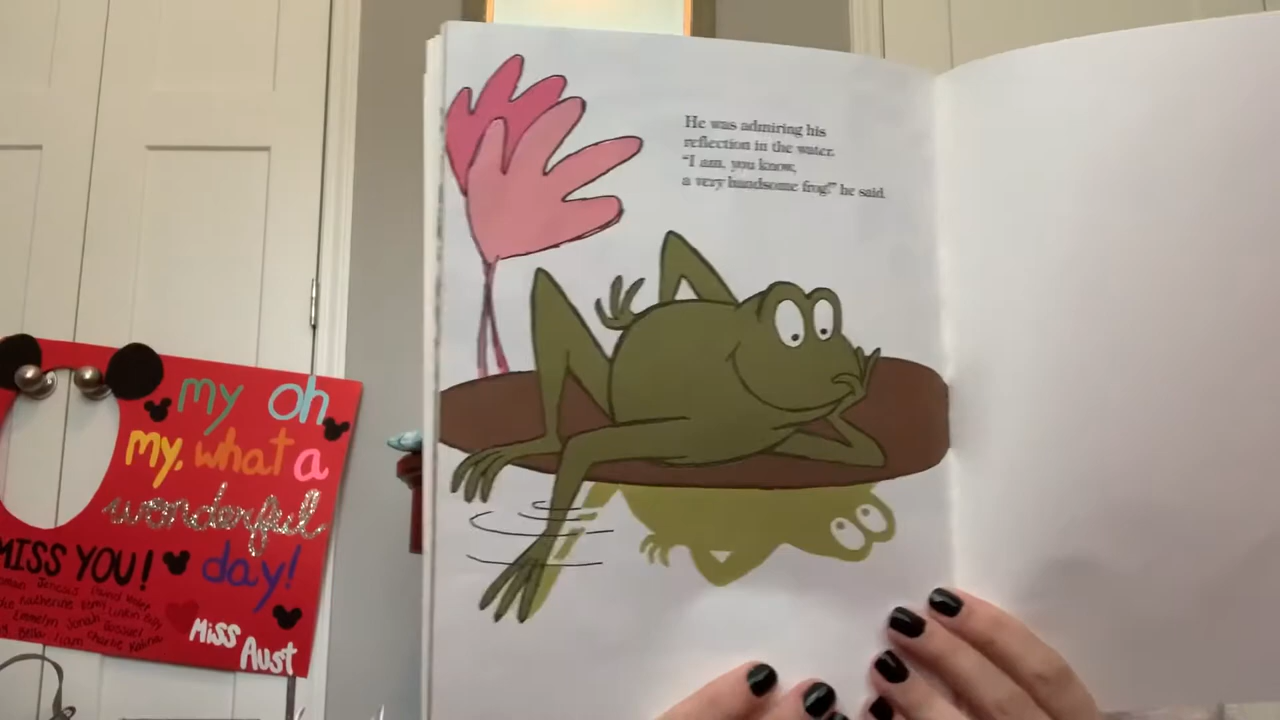 He was admiring his
reflection in the water.
"I am, you know,
a very handsome frog!" he said.
my oh
my, what a
wonderful
MISS YOU!
day!
Miss
Aust